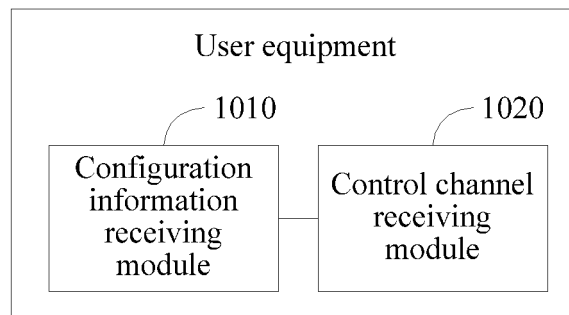 User equipment
1010
1020
Configuration
information
receiving
module
Control channel
receiving
module